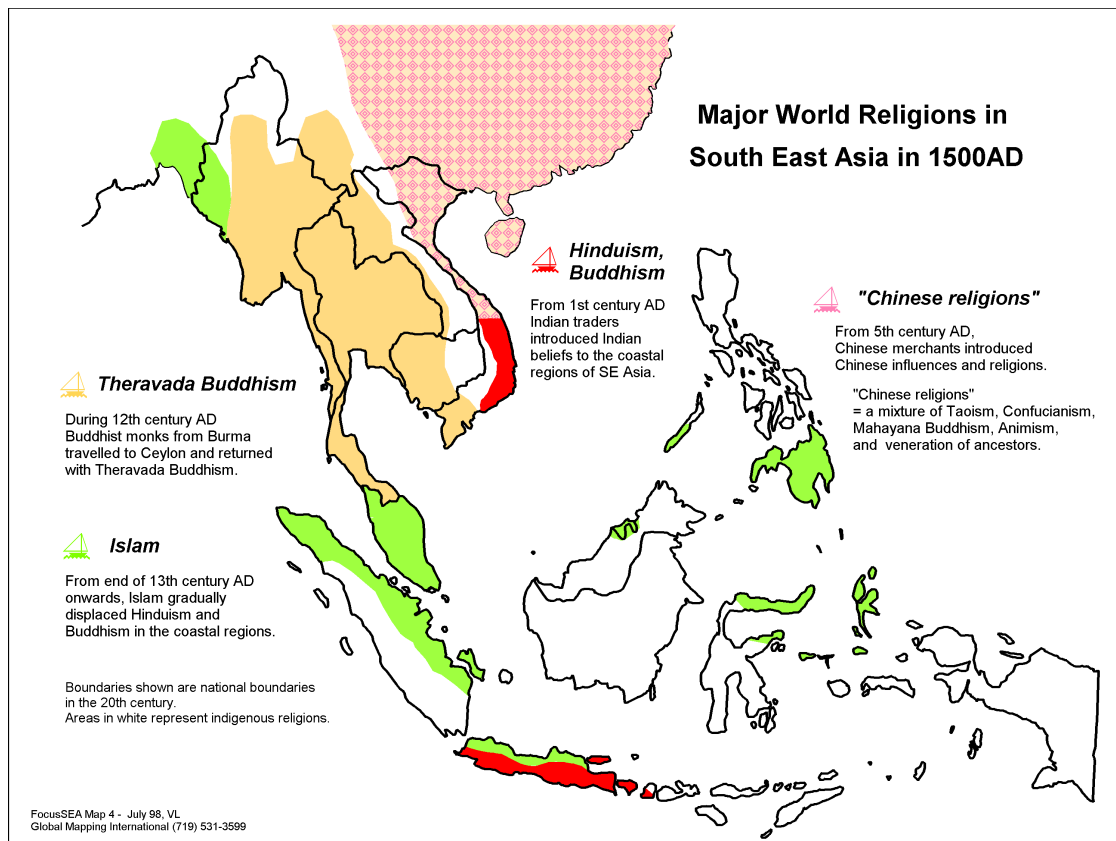 Major World Religions in
South East Asia in 1500AD
Hinduism,
Buddhism
From 1st century AD
Indian traders
introduced Indian
beliefs to the coastal
regions of SE Asia.
"Chinese religions"
From 5th century AD,
Chinese merchants introduced
Chinese influences and religions.
"Chinese religions"
= a mixture of Taoism, Confucianism,
Mahayana Buddhism, Animism,
and veneration of ancestors.
Theravada Buddhism
During 12th century AD
Buddhist monks from Burma
travelled to Ceylon and returned
with Theravada Buddhism.
Islam
From end of 13th century AD
onwards, Islam gradually
displaced Hinduism and
Buddhism in the coastal regions.
Boundaries shown are national boundaries
in the 20th century.
Areas in white represent indigenous religions.
FocusSEA Map 4 - July 98, VL
Global Mapping International (719) 531-3599